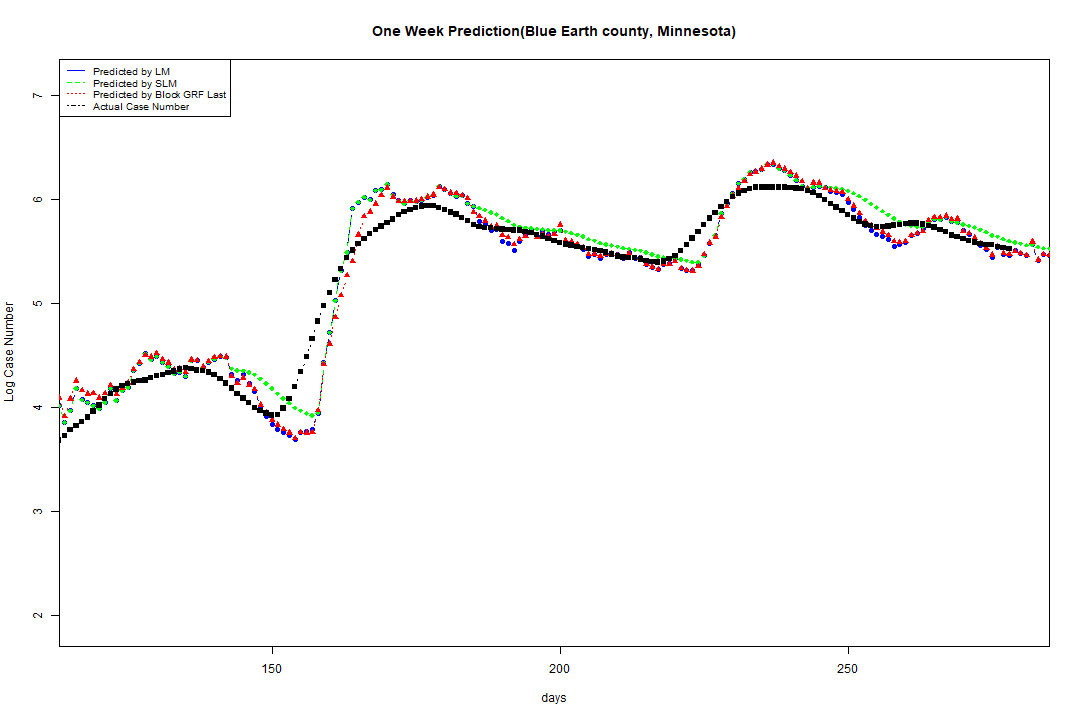 One Week Prediction(Blue Earth county, Minnesota)
Predicted by LM
Predicted by SLM
Predicted by Block GRF Last
Actual Case Number
Log Case Number
7
6
5
4
3
2
150 200 250
days